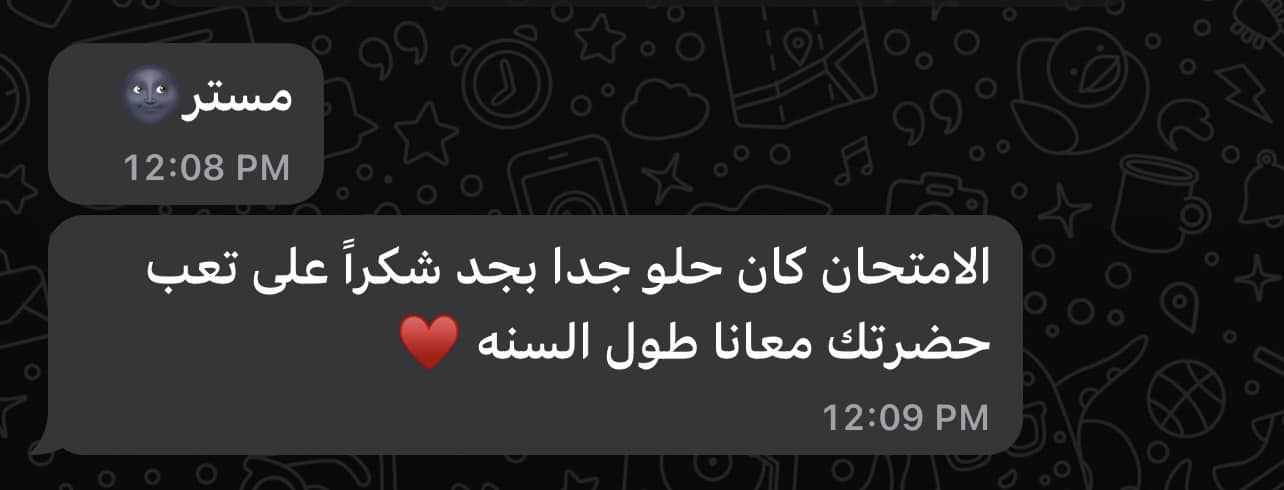 مستر🌚
12:08 PM
الامتحان كان حلو جدا بجد شكراً على تعب
حضرتك معانا طول السنه ♥️
12:09 PM